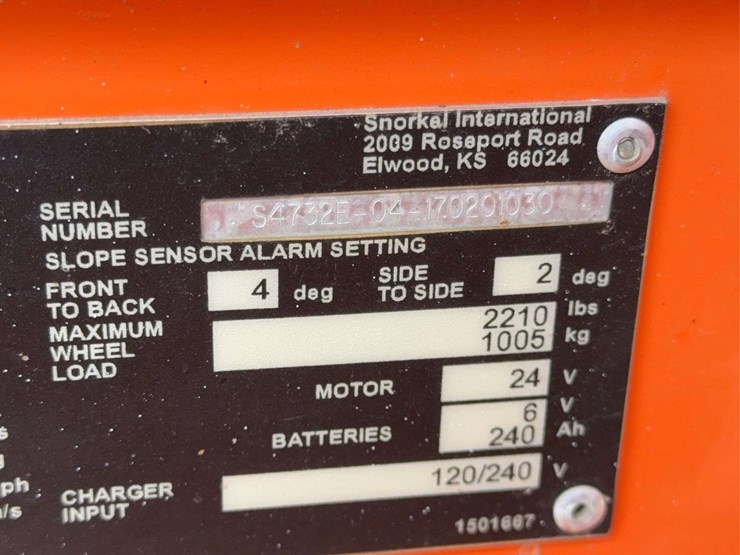 Snorkel International
2009 Roseport Road
Elwood, KS 66024
SERIAL
NUMBER
S4732E-04-170201030
SLOPE SENSOR ALARM SETTING
FRONT
TO BACK
4 deg
SIDE
TO SIDE
2 deg
MAXIMUM
WHEEL
LOAD
2210 lbs
1005 kg
MOTOR 24 V
BATTERIES
6 V
240 Ah
CHARGER
INPUT
120/240 V
1501667